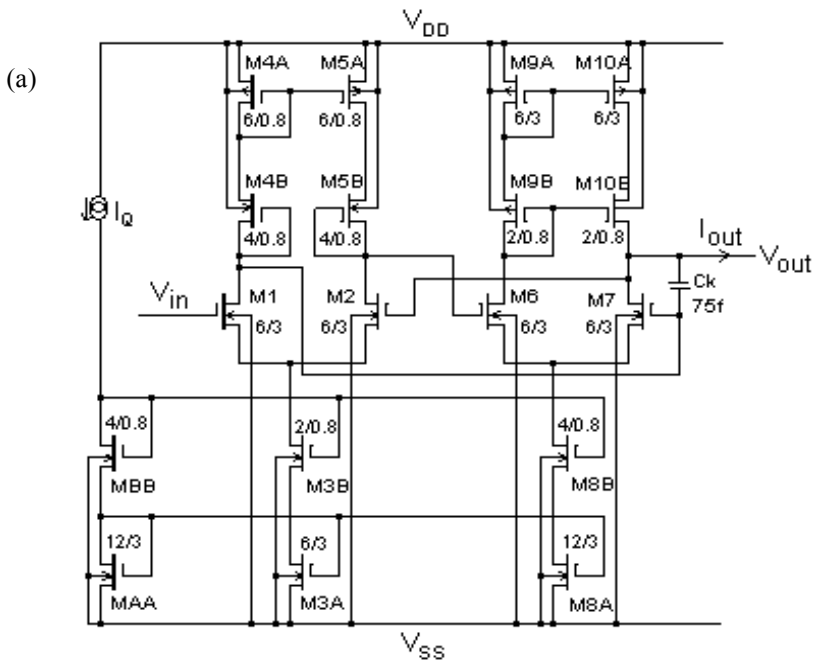 V_DD
(a)
M4A M5A M9A M10A
6/0.8 6/0.8 6/3 6/3
M4B M5B M9B M10B
I_Q
4/0.8 4/0.8 2/0.8 2/0.8
I_out
V_out
V_in M1 M2 M6 M7 Ck
6/3 6/3 6/3 6/3 75f
4/0.8 2/0.8 4/0.8
MBB M3B M8B
12/3 6/3 12/3
MAA M3A M8A
V_SS